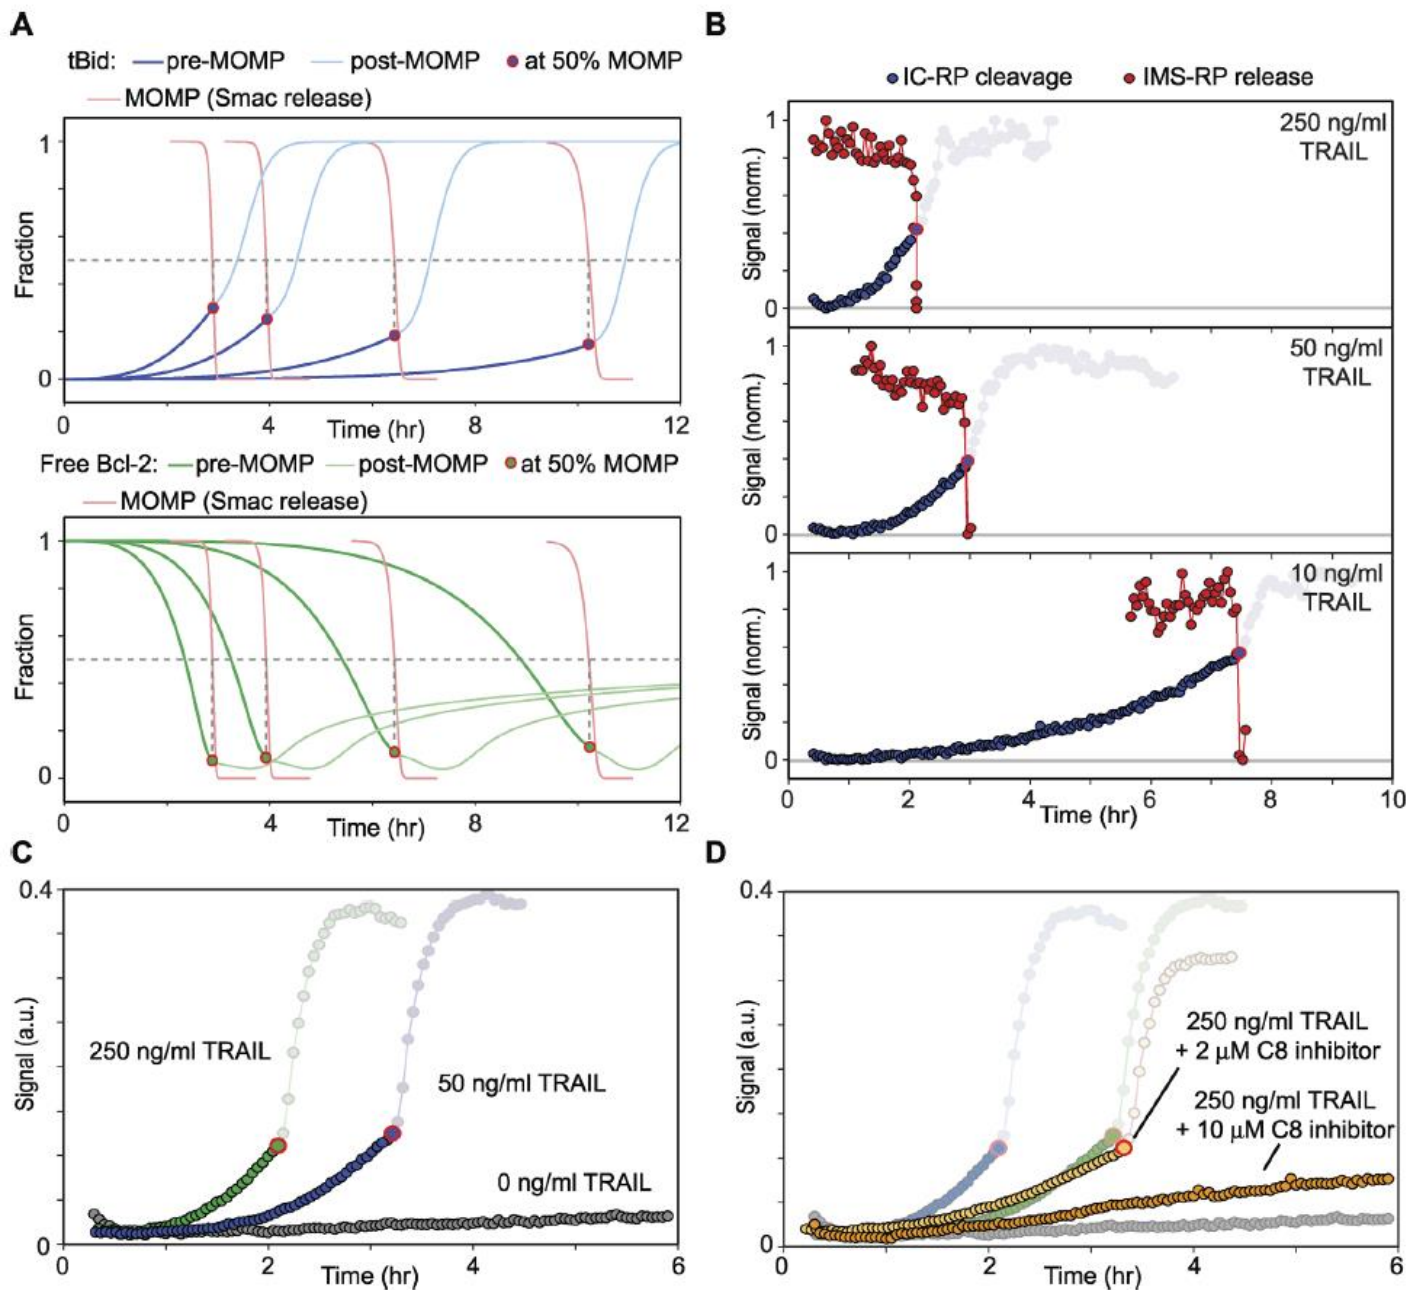 A
tBid: pre-MOMP post-MOMP at 50% MOMP
MOMP (Smac release)
1
Fraction
0
0 4 8 12
Time (hr)
Free Bcl-2: pre-MOMP post-MOMP at 50% MOMP
MOMP (Smac release)
1
Fraction
0
0 4 8 12
Time (hr)
B
IC-RP cleavage IMS-RP release
250 ng/ml
TRAIL
1
Signal (norm.)
0
50 ng/ml
TRAIL
1
Signal (norm.)
0
10 ng/ml
TRAIL
1
Signal (norm.)
0
0 2 4 6 8 10
Time (hr)
C
0.4
Signal (a.u.)
250 ng/ml TRAIL
50 ng/ml TRAIL
0 ng/ml TRAIL
0
0 2 4 6
Time (hr)
D
0.4
Signal (a.u.)
250 ng/ml TRAIL
+ 2 μM C8 inhibitor
250 ng/ml TRAIL
+ 10 μM C8 inhibitor
0
0 2 4 6
Time (hr)